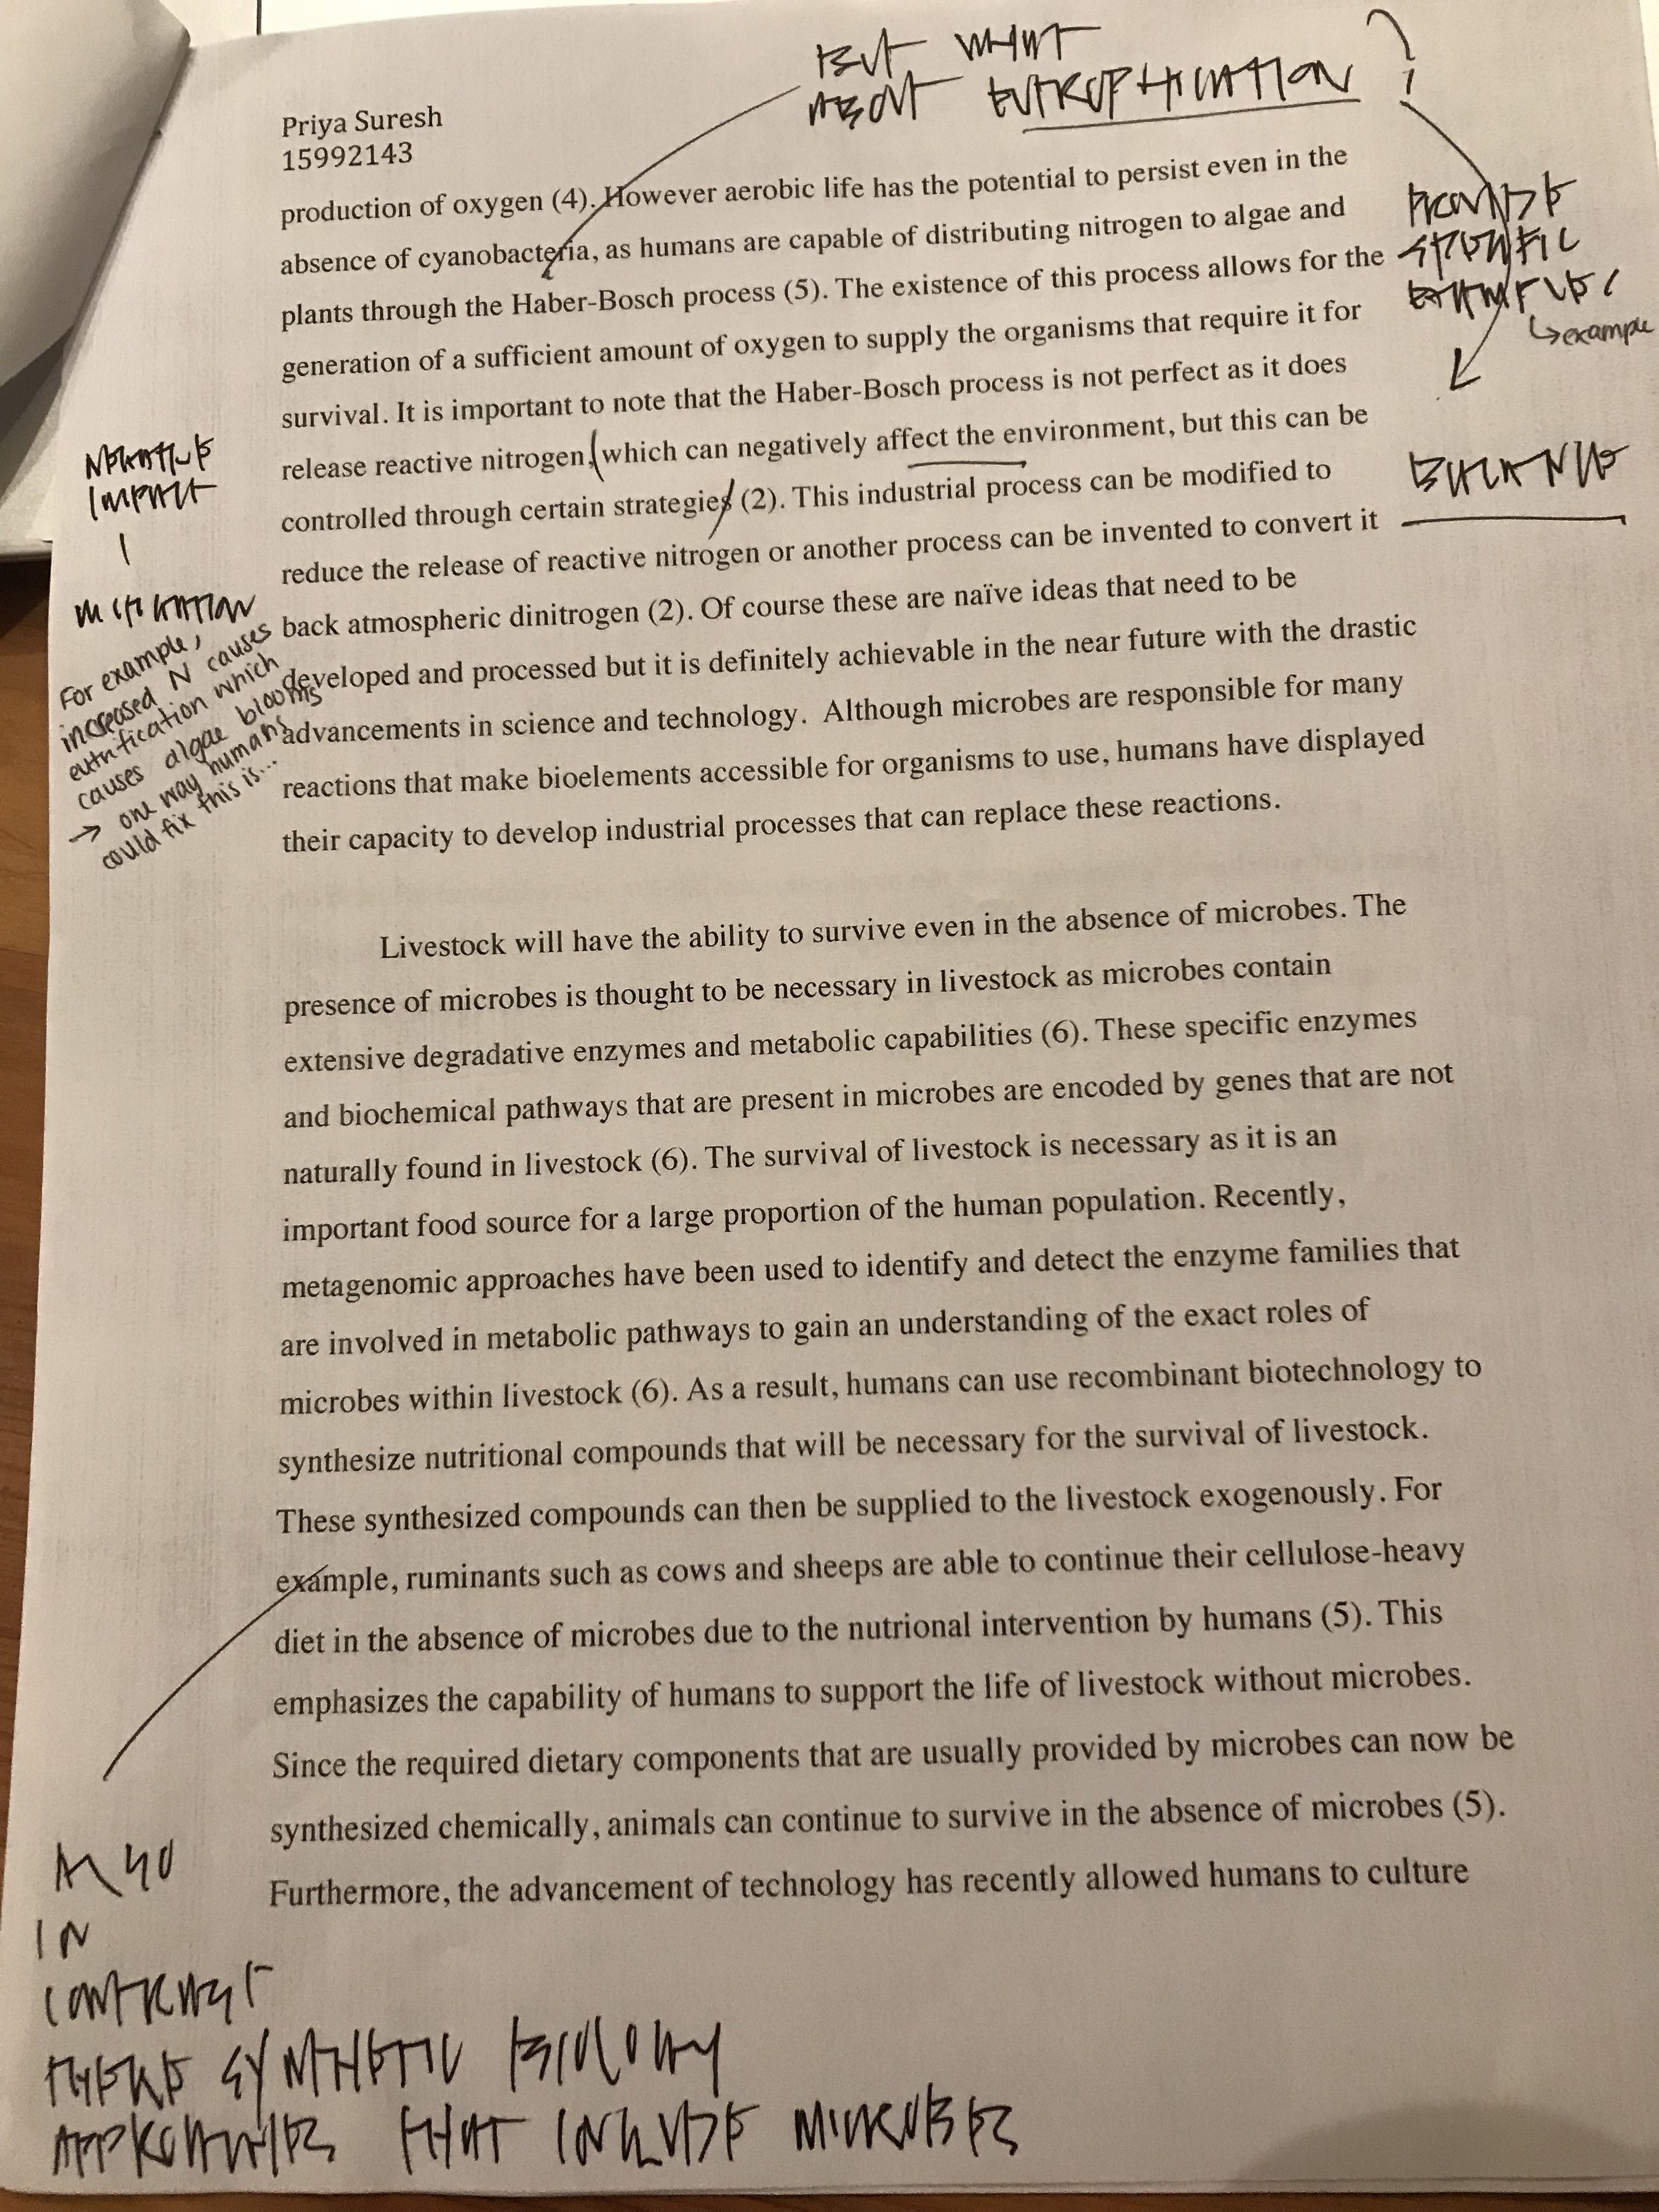 BUT WHAT
ABOUT EUTROPHICATION ?
Priya Suresh
15992143
production of oxygen (4). However aerobic life has the potential to persist even in the
absence of cyanobacteria, as humans are capable of distributing nitrogen to algae and
plants through the Haber-Bosch process (5). The existence of this process allows for the
generation of a sufficient amount of oxygen to supply the organisms that require it for
survival. It is important to note that the Haber-Bosch process is not perfect as it does
release reactive nitrogen, which can negatively affect the environment, but this can be
controlled through certain strategies (2). This industrial process can be modified to
reduce the release of reactive nitrogen or another process can be invented to convert it
back atmospheric dinitrogen (2). Of course these are naïve ideas that need to be
developed and processed but it is definitely achievable in the near future with the drastic
advancements in science and technology.  Although microbes are responsible for many
reactions that make bioelements accessible for organisms to use, humans have displayed
their capacity to develop industrial processes that can replace these reactions.
PROVIDE
SPECIFIC
EXAMPLES
↳example
BALANCE
NEGATIVE
IMPACT
MITIGATION
For example,
increased N causes
eutrification which
causes algae blooms
→ one way humans
could fix this is...
Livestock will have the ability to survive even in the absence of microbes. The
presence of microbes is thought to be necessary in livestock as microbes contain
extensive degradative enzymes and metabolic capabilities (6). These specific enzymes
and biochemical pathways that are present in microbes are encoded by genes that are not
naturally found in livestock (6). The survival of livestock is necessary as it is an
important food source for a large proportion of the human population. Recently,
metagenomic approaches have been used to identify and detect the enzyme families that
are involved in metabolic pathways to gain an understanding of the exact roles of
microbes within livestock (6). As a result, humans can use recombinant biotechnology to
synthesize nutritional compounds that will be necessary for the survival of livestock.
These synthesized compounds can then be supplied to the livestock exogenously. For
example, ruminants such as cows and sheeps are able to continue their cellulose-heavy
diet in the absence of microbes due to the nutrional intervention by humans (5). This
emphasizes the capability of humans to support the life of livestock without microbes.
Since the required dietary components that are usually provided by microbes can now be
synthesized chemically, animals can continue to survive in the absence of microbes (5).
Furthermore, the advancement of technology has recently allowed humans to culture
ALSO
IN
CONTRAST
THERE SYNTHETIC BIOLOGY
APPROACHES THAT INCLUDE MICROBES